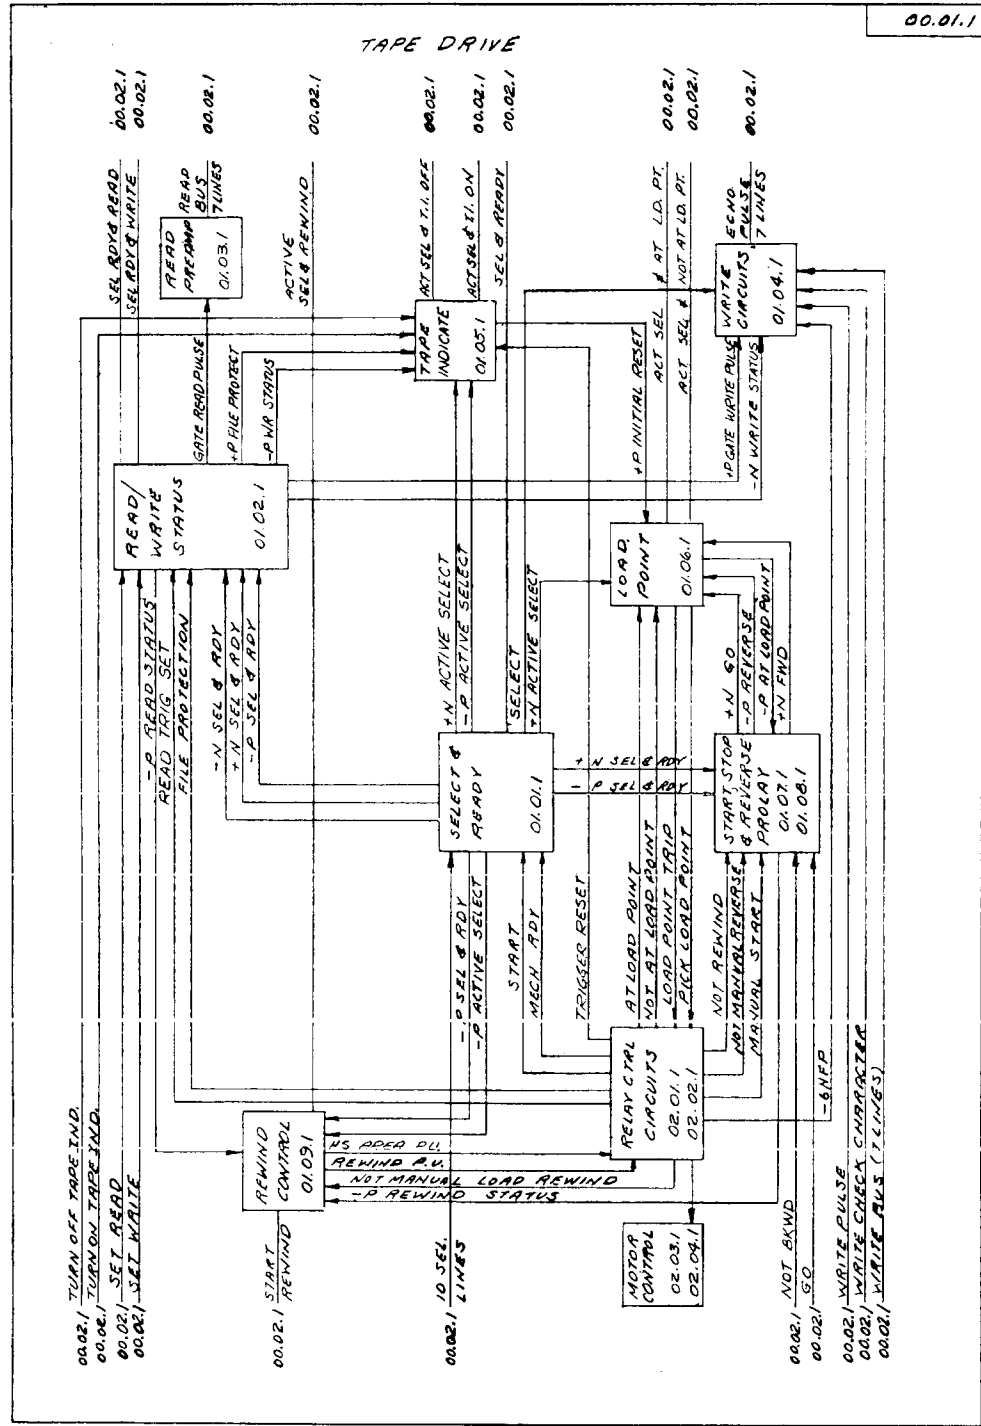 00.01.1
TAPE DRIVE
00.02.1 TURN OFF TAPE IND.
00.02.1 TURN ON TAPE IND.
00.02.1 SET READ
00.02.1 SET WRITE
-P READ STATUS
READ TRIG SET
FILE PROTECTION
-N SEL & RDY
+N SEL & RDY
-P SEL & RDY
READ/
WRITE
STATUS
01.02.1
SEL RDY & READ
00.02.1
SEL RDY & WRITE
00.02.1
GATE READ PULSE
+P FILE PROTECT
-P WR STATUS
READ
PREAMP
01.03.1
READ
BUS
7 LINES
00.02.1
00.02.1
START
REWIND
REWIND
CONTROL
01.09.1
ACTIVE
SEL & REWIND
00.02.1
REWIND P.U.
NOT MANUAL LOAD REWIND
-P REWIND STATUS
00.02.1
10 SEL.
LINES
-P SEL & RDY
-P ACTIVE SELECT
START
MECH RDY
SELECT &
READY
01.01.1
+N ACTIVE SELECT
-P ACTIVE SELECT
SELECT
+N ACTIVE SELECT
+N SEL & RDY
-P SEL & RDY
TAPE
INDICATE
01.05.1
ACT SEL & T.I. OFF
00.02.1
ACT SEL & T.I. ON
00.02.1
SEL & READY
00.02.1
TRIGGER RESET
+P INITIAL RESET
MOTOR
CONTROL
02.03.1
02.04.1
RELAY CTRL
CIRCUITS
02.01.1
02.02.1
AT LOAD POINT
NOT AT LOAD POINT
LOAD POINT TRIP
PICK LOAD POINT
LOAD
POINT
01.06.1
ACT SEL & AT LD. PT.
00.02.1
ACT SEL & NOT AT LD. PT.
00.02.1
NOT REWIND
NOT MANUAL REVERSE
MANUAL START
-6NFP
START STOP
& REVERSE
PROLAY
01.07.1
01.08.1
+N GO
-P REVERSE
-P AT LOAD POINT
+N FWD
+P GATE WRITE PULSE
-N WRITE STATUS
WRITE
CIRCUITS
01.04.1
ECHO
PULSE
7 LINES
00.02.1
00.02.1 NOT BKWD
00.02.1 GO
00.02.1 WRITE PULSE
00.02.1 WRITE CHECK CHARACTER
00.02.1 WRITE BUS (7 LINES)